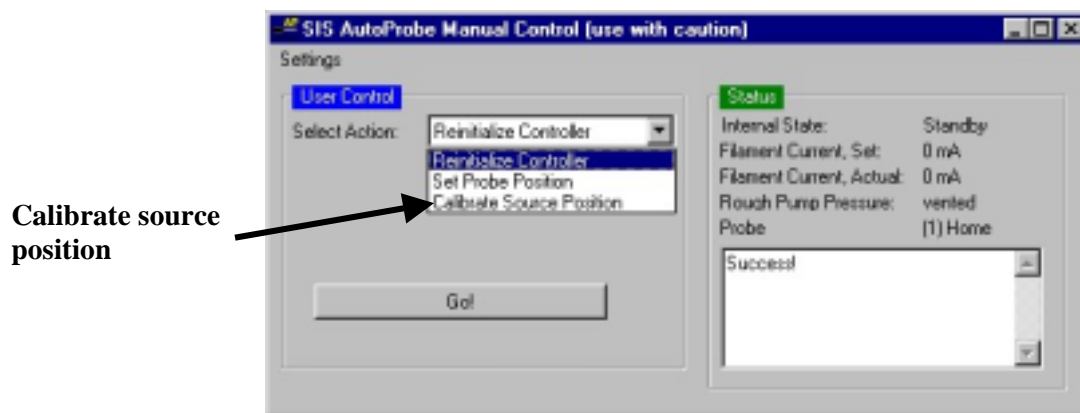 SIS AutoProbe Manual Control (use with caution)
Settings
User Control
Select Action:
Reinitialize Controller
Reinitialize Controller
Set Probe Position
Calibrate Source Position
Go!
Calibrate source
position
Status
Internal State: Standby
Filament Current, Set: 0 mA
Filament Current, Actual: 0 mA
Rough Pump Pressure: vented
Probe (1) Home
Success!